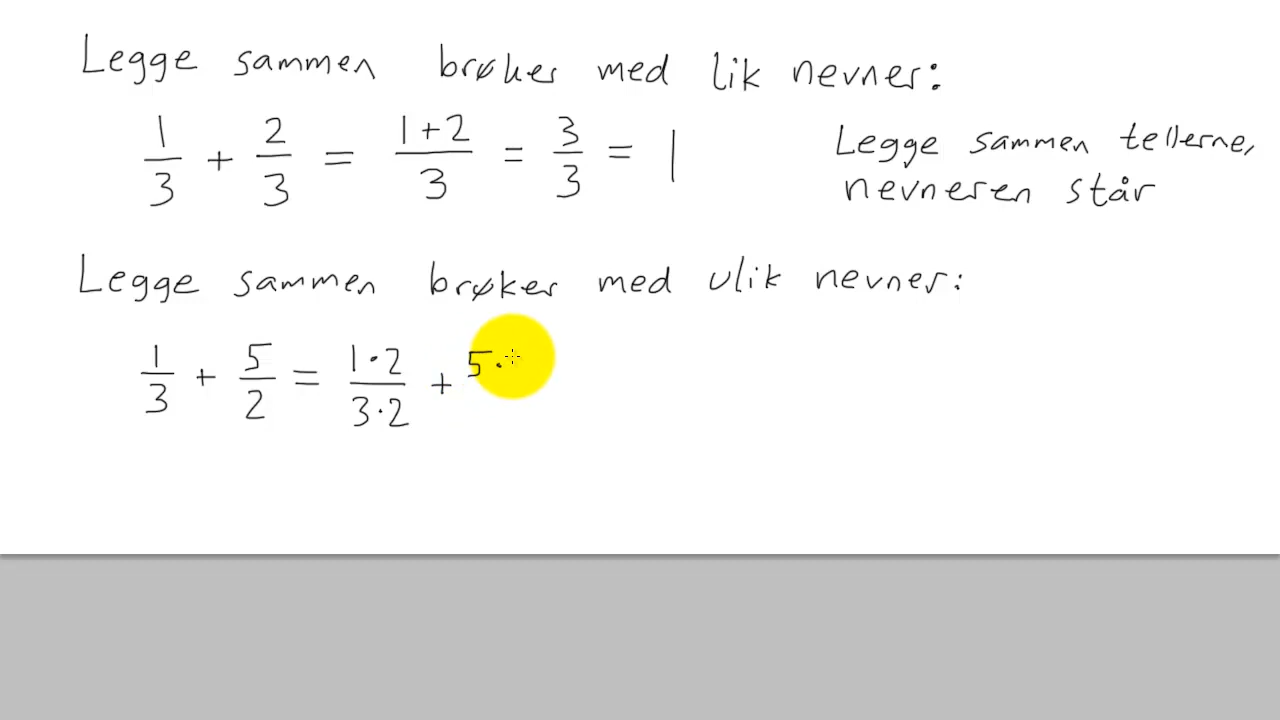 Legge sammen brøker med lik nevner:
1/3 + 2/3 = (1+2)/3 = 3/3 = 1
Legge sammen tellerne,
nevneren står
Legge sammen brøker med ulik nevner:
1/3 + 5/2 = (1·2)/(3·2) + 5·